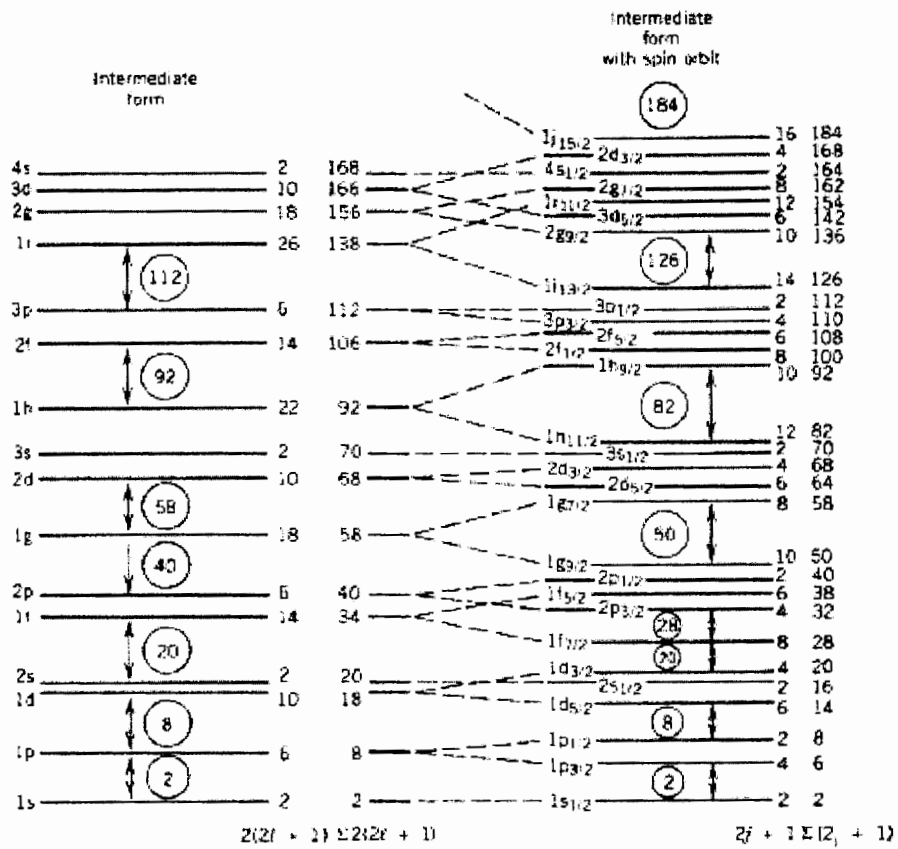 Intermediate
form
with spin orbit
Intermediate
form
184
1j15/2 16 184
2d3/2 4 168
4s 2 168 4s1/2 2 164
3d 10 166 2g7/2 8 162
1i11/2 12 154
2g 18 156 3d5/2 6 142
2g9/2 10 136
1i 26 138
126
112
1i13/2 14 126
3p 6 112 3p1/2 2 112
3p3/2 4 110
2f5/2 6 108
2f 14 106 2f7/2 8 100
1h9/2 10 92
92
82
1h 22 92
1h11/2 12 82
3s 2 70 3s1/2 2 70
2d3/2 4 68
2d 10 68 2d5/2 6 64
1g7/2 8 58
58
1g 18 58 50
40
1g9/2 10 50
2p1/2 2 40
2p 6 40 1f5/2 6 38
2p3/2 4 32
1f 14 34 28
1f7/2 8 28
20 20
1d3/2 4 20
2s 2 20 2s1/2 2 16
1d 10 18 1d5/2 6 14
8 8
1p1/2 2 8
1p 6 8
1p3/2 4 6
2 2
1s 2 2 1s1/2 2 2
2(2ℓ + 1) Σ2(2ℓ + 1) 2j + 1 Σ(2j + 1)